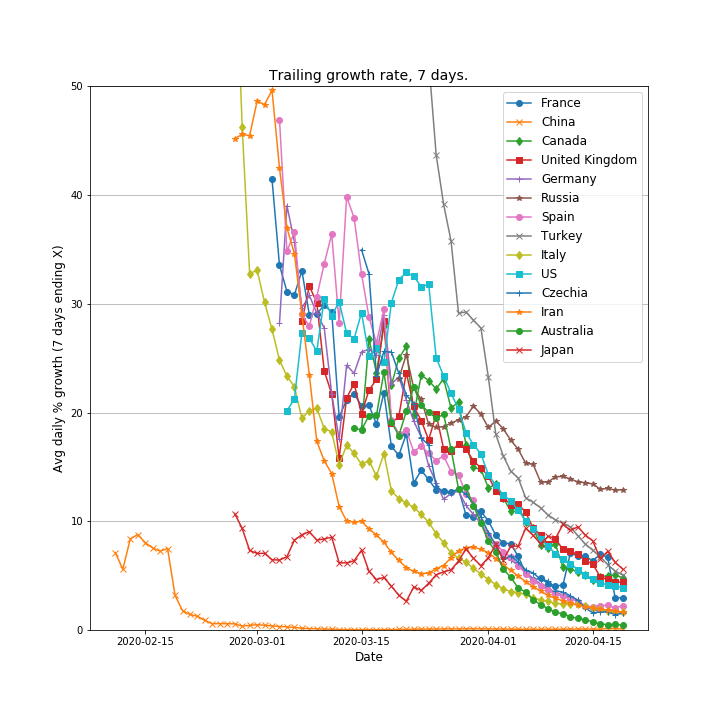 Trailing growth rate, 7 days.
Avg daily % growth (7 days ending X)
50
40
30
20
10
0
France
China
Canada
United Kingdom
Germany
Russia
Spain
Turkey
Italy
US
Czechia
Iran
Australia
Japan
2020-02-15
2020-03-01
2020-03-15
2020-04-01
2020-04-15
Date